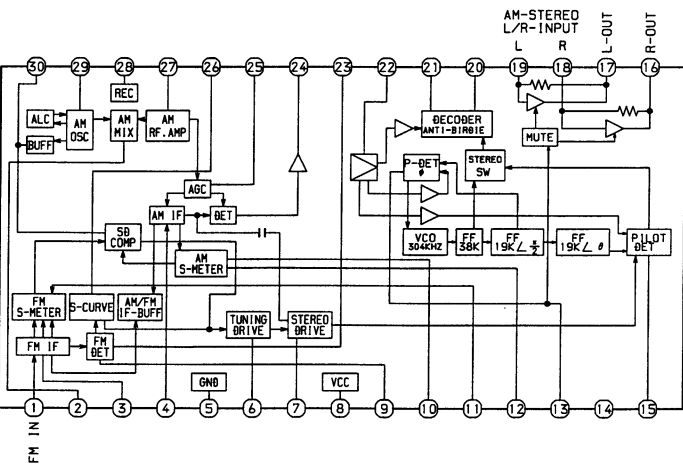 AM-STEREO
L/R-INPUT
L R L-OUT R-OUT
30 29 28 27 26 25 24 23 22 21 20 19 18 17 16
REC
ALC
AM
OSC
AM
MIX
AM
RF.AMP
BUFF
DECODER
ANTI-BIRDIE
MUTE
P-DET
Ø
STEREO
SW
AGC
AM IF
DET
SD
COMP
AM
S-METER
VCO
304KHZ
FF
38K
FF
19K∠ π/2
FF
19K∠ θ
PILOT
DET
FM
S-METER
S-CURVE
AM/FM
IF-BUFF
TUNING
DRIVE
STEREO
DRIVE
FM IF
FM
DET
GND
VCC
1 2 3 4 5 6 7 8 9 10 11 12 13 14 15
FM IN